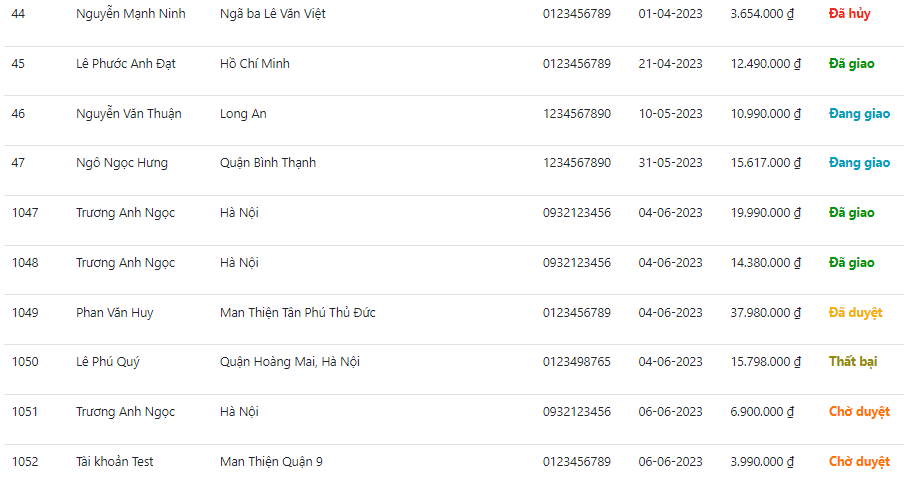 44 Nguyễn Mạnh Ninh Ngã ba Lê Văn Việt 0123456789 01-04-2023 3.654.000 ₫ Đã hủy
45 Lê Phước Anh Đạt Hồ Chí Minh 0123456789 21-04-2023 12.490.000 ₫ Đã giao
46 Nguyễn Văn Thuận Long An 1234567890 10-05-2023 10.990.000 ₫ Đang giao
47 Ngô Ngọc Hưng Quận Bình Thạnh 1234567890 31-05-2023 15.617.000 ₫ Đang giao
1047 Trương Anh Ngọc Hà Nội 0932123456 04-06-2023 19.990.000 ₫ Đã giao
1048 Trương Anh Ngọc Hà Nội 0932123456 04-06-2023 14.380.000 ₫ Đã giao
1049 Phan Văn Huy Man Thiện Tân Phú Thủ Đức 0123456789 04-06-2023 37.980.000 ₫ Đã duyệt
1050 Lê Phú Quý Quận Hoàng Mai, Hà Nội 0123498765 04-06-2023 15.798.000 ₫ Thất bại
1051 Trương Anh Ngọc Hà Nội 0932123456 06-06-2023 6.900.000 ₫ Chờ duyệt
1052 Tài khoản Test Man Thiện Quận 9 0123456789 06-06-2023 3.990.000 ₫ Chờ duyệt